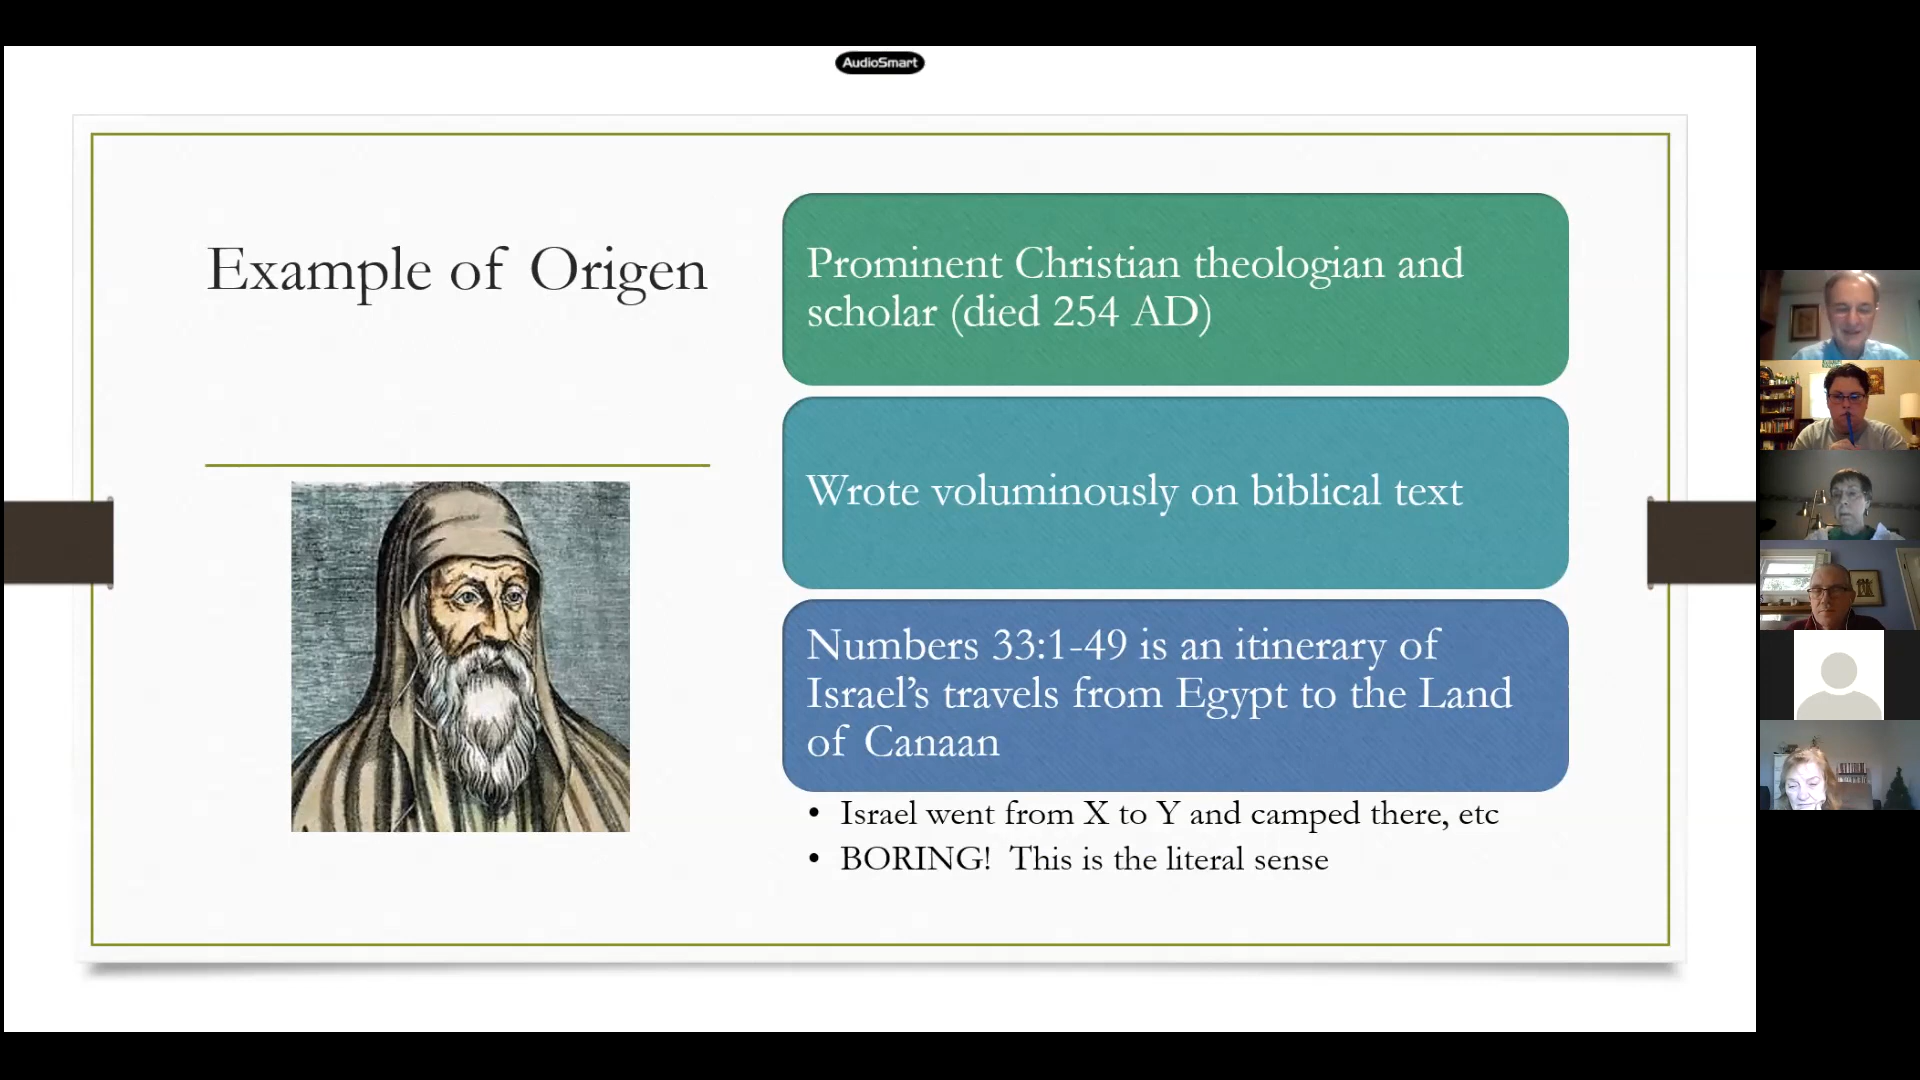 AudioSmart
Example of Origen
Prominent Christian theologian and
scholar (died 254 AD)
Wrote voluminously on biblical text
Numbers 33:1-49 is an itinerary of
Israel’s travels from Egypt to the Land
of Canaan
• Israel went from X to Y and camped there, etc
• BORING!  This is the literal sense